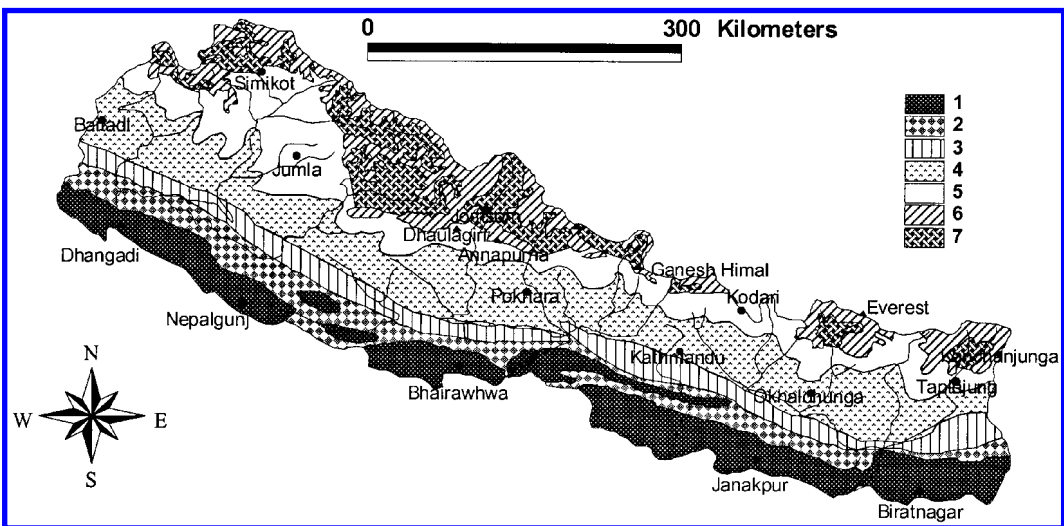 0 300 Kilometers
Simikot
1
2
3
4
5
6
7
Baitadi
Jumla
Jomsom
Dhaulagiri
Annapurna
Dhangadi
Ganesh Himal
Pokhara
Kodari
Everest
Nepalgunj
N
W E
S
Kathmandu
Kanchanjunga
Bhairawhwa
Okhaldhunga
Taplejung
Janakpur
Biratnagar